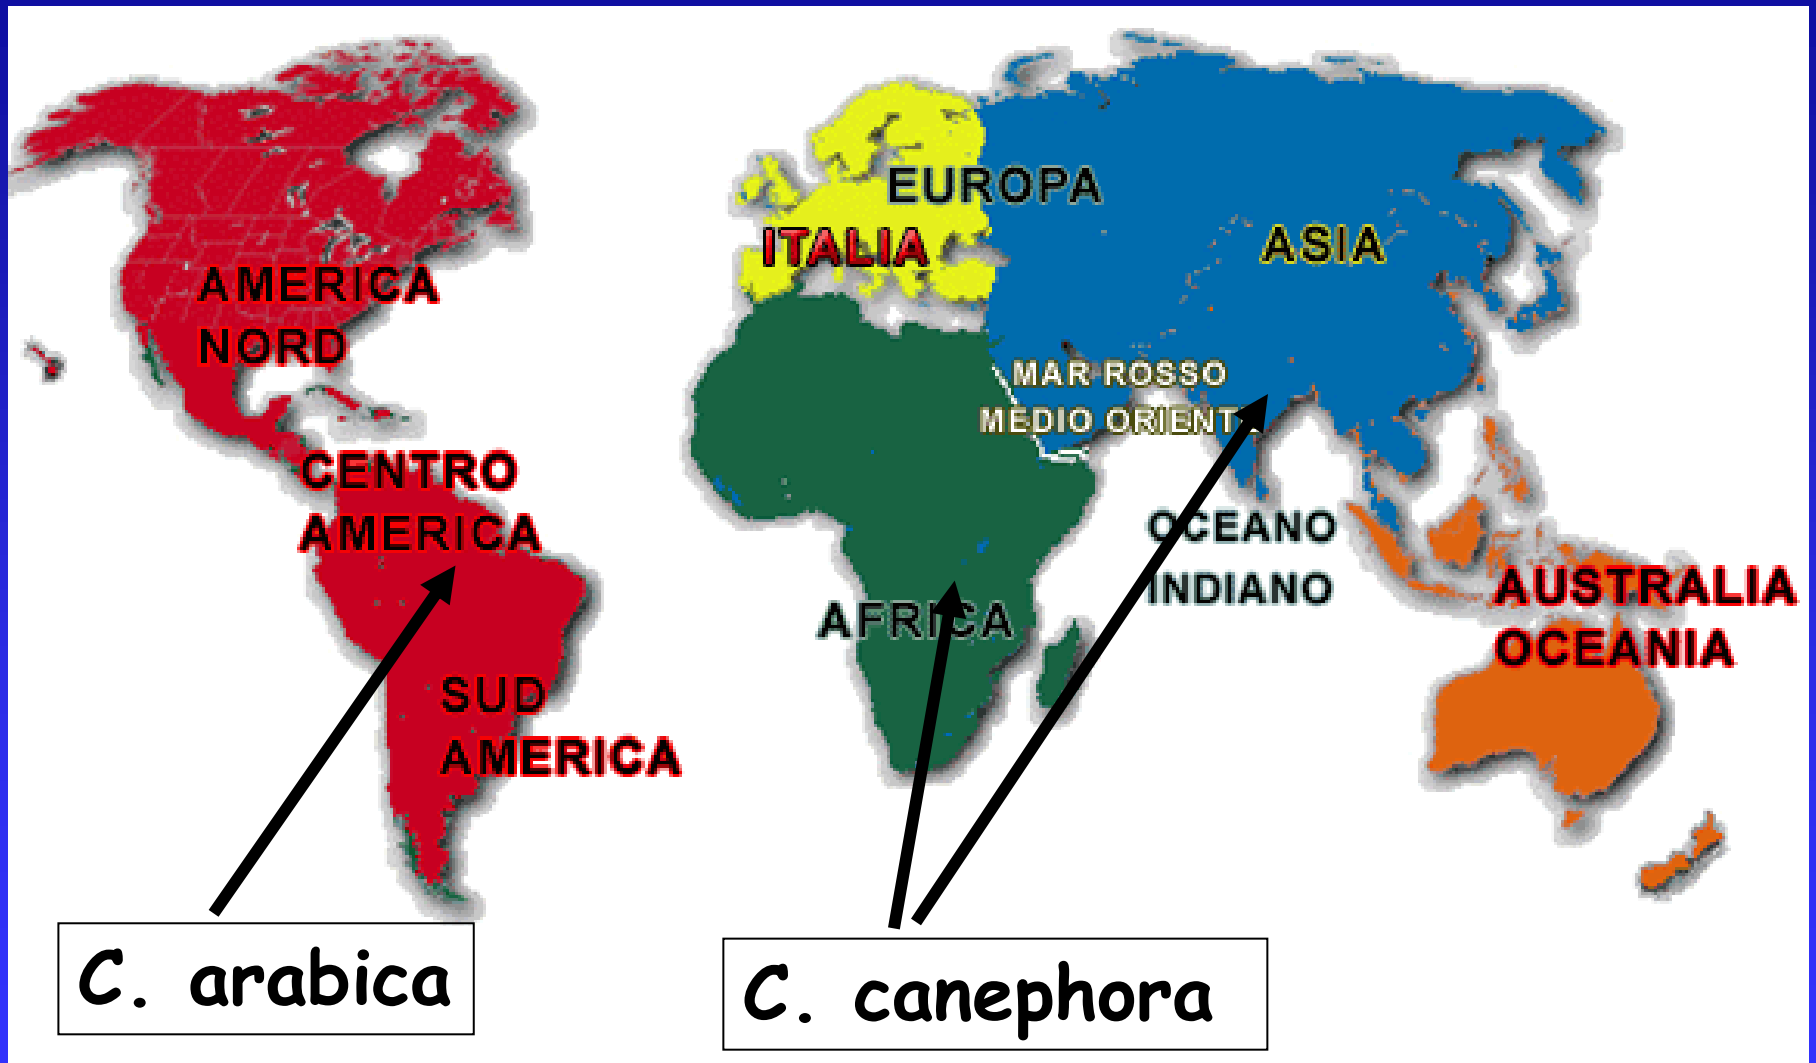 EUROPA
ITALIA
ASIA
AMERICA
NORD
MAR ROSSO
MEDIO ORIENTE
CENTRO
AMERICA
OCEANO
INDIANO
AUSTRALIA
OCEANIA
AFRICA
SUD
AMERICA
C. arabica
C. canephora